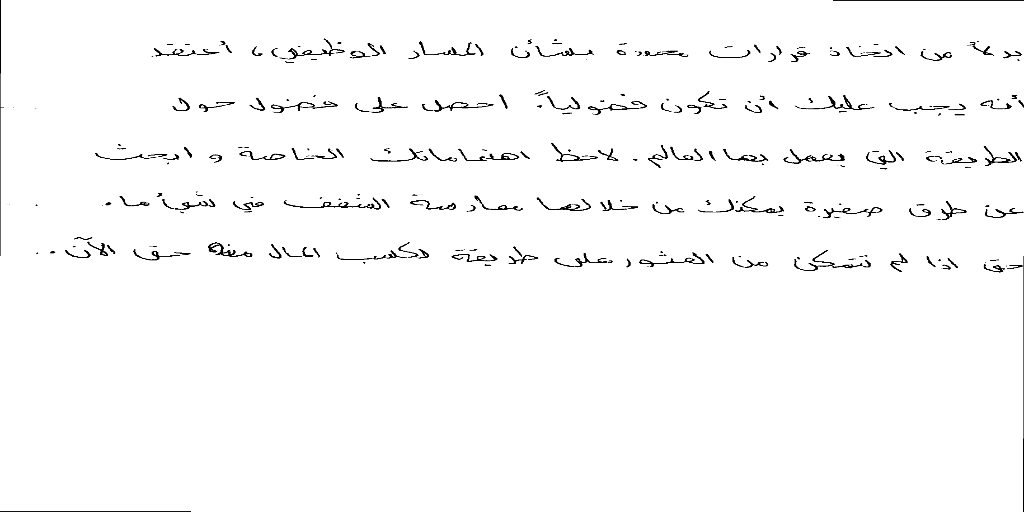 بدلاً من اتخاذ قرارات محددة بشأن المسار الوظيفي، أعتقد
أنه يجب عليك أن تكون فضولياً. احصل على فضول حول
الطريقة التي يعمل بها العالم. لاحظ اهتماماتك الخاصة و ابحث
عن طرق صغيرة يمكنك من خلالها ممارسة الشغف في شيأ ما.
حتى اذا لم تتمكن من العثور على طريقة لكسب المال منه حتى الآن.